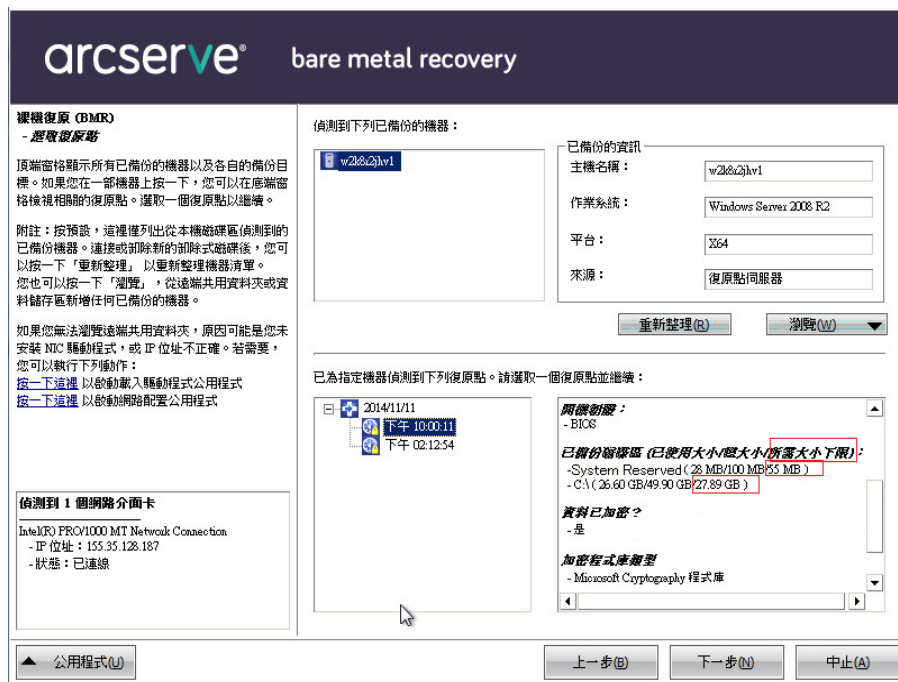 arcserve® bare metal recovery
裸機復原 (BMR)
- 選取復原點
頂端窗格顯示所有已備份的機器以及各自的備份目
標。如果您在一部機器上按一下，您可以在底端窗
格檢視相關的復原點。選取一個復原點以繼續。
附註：按預設，這裡僅列出從本機磁碟區偵測到的
已備份機器。連接或卸除新的卸除式磁碟後，您可
以按一下「重新整理」 以重新整理機器清單。
您也可以按一下「瀏覽」，從遠端共用資料夾或資
料儲存區新增任何已備份的機器。
如果您無法瀏覽遠端共用資料夾，原因可能是您未
安裝 NIC 驅動程式，或 IP 位址不正確。若需要，
您可以執行下列動作：
按一下這裡 以啟動載入驅動程式公用程式
按一下這裡 以啟動網路配置公用程式
偵測到 1 個網路介面卡
Intel(R) PRO/1000 MT Network Connection
- IP 位址：155.35.128.187
- 狀態：已連線
偵測到下列已備份的機器：
w2k8r2jhv1
已備份的資訊
主機名稱： w2k8r2jhv1
作業系統： Windows Server 2008 R2
平台： X64
來源： 復原點伺服器
重新整理(R) 瀏覽(W)
已為指定機器偵測到下列復原點。請選取一個復原點並繼續：
2014/11/11
下午 10:00:11
下午 02:12:54
開機韌體：
- BIOS
已備份磁碟區 (已使用大小/總大小/所需大小下限)：
-System Reserved ( 28 MB/100 MB/55 MB )
- C:\ ( 26.60 GB/49.90 GB/27.89 GB )
資料已加密？
- 是
加密程式庫類型
- Microsoft Cryptography 程式庫
公用程式(U) 上一步(B) 下一步(N) 中止(A)